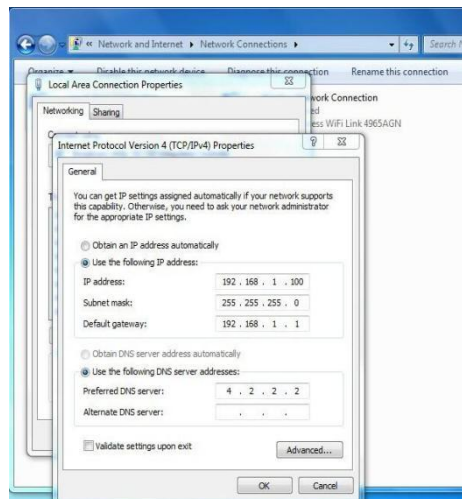 « Network and Internet ▸ Network Connections ▸
Search
Organize Disable this network device Diagnose this connection Rename this connection
Local Area Connection Properties
work Connection
ed
ess WiFi Link 4965AGN
Networking Sharing
Internet Protocol Version 4 (TCP/IPv4) Properties
General
You can get IP settings assigned automatically if your network supports
this capability. Otherwise, you need to ask your network administrator
for the appropriate IP settings.
Obtain an IP address automatically
Use the following IP address:
IP address: 192 . 168 . 1 . 100
Subnet mask: 255 . 255 . 255 . 0
Default gateway: 192 . 168 . 1 . 1
Obtain DNS server address automatically
Use the following DNS server addresses:
Preferred DNS server: 4 . 2 . 2 . 2
Alternate DNS server: . . .
Validate settings upon exit
Advanced...
OK Cancel